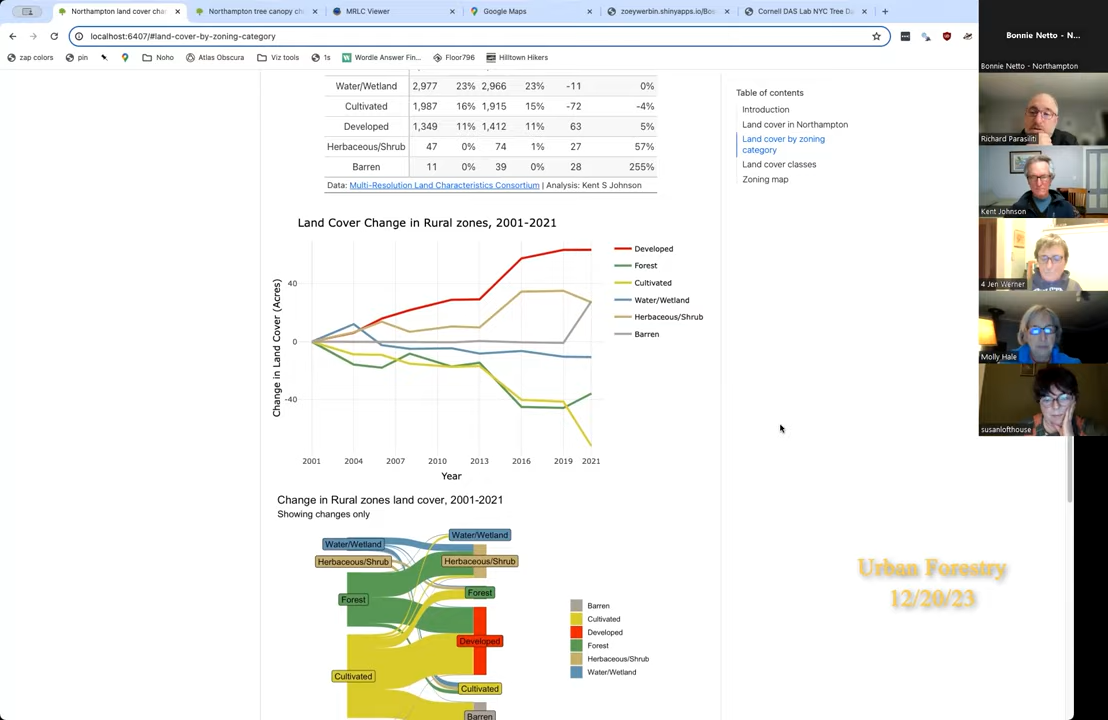 Northampton land cover cha
Northampton tree canopy ch
MRLC Viewer
Google Maps
zoeywerbin.shinyapps.io/Bos
Cornell DAS Lab NYC Tree Da
localhost:6407/#land-cover-by-zoning-category
zap colors
pin
Noho
Atlas Obscura
Viz tools
1s
Wordle Answer Fin...
Floor796
Hilltown Hikers
Water/Wetland 2,977 23% 2,966 23% -11 0%
Cultivated 1,987 16% 1,915 15% -72 -4%
Developed 1,349 11% 1,412 11% 63 5%
Herbaceous/Shrub 47 0% 74 1% 27 57%
Barren 11 0% 39 0% 28 255%
Data: Multi-Resolution Land Characteristics Consortium | Analysis: Kent S Johnson
Land Cover Change in Rural zones, 2001-2021
Change in Land Cover (Acres)
40
0
-40
2001 2004 2007 2010 2013 2016 2019 2021
Year
Developed
Forest
Cultivated
Water/Wetland
Herbaceous/Shrub
Barren
Change in Rural zones land cover, 2001-2021
Showing changes only
Water/Wetland
Herbaceous/Shrub
Forest
Cultivated
Water/Wetland
Herbaceous/Shrub
Forest
Developed
Cultivated
Barren
Barren
Cultivated
Developed
Forest
Herbaceous/Shrub
Water/Wetland
Table of contents
Introduction
Land cover in Northampton
Land cover by zoning
category
Land cover classes
Zoning map
Bonnie Netto - N...
Bonnie Netto - Northampton
Richard Parasiliti
Kent Johnson
4 Jen Werner
Molly Hale
susanlofthouse
Urban Forestry
12/20/23